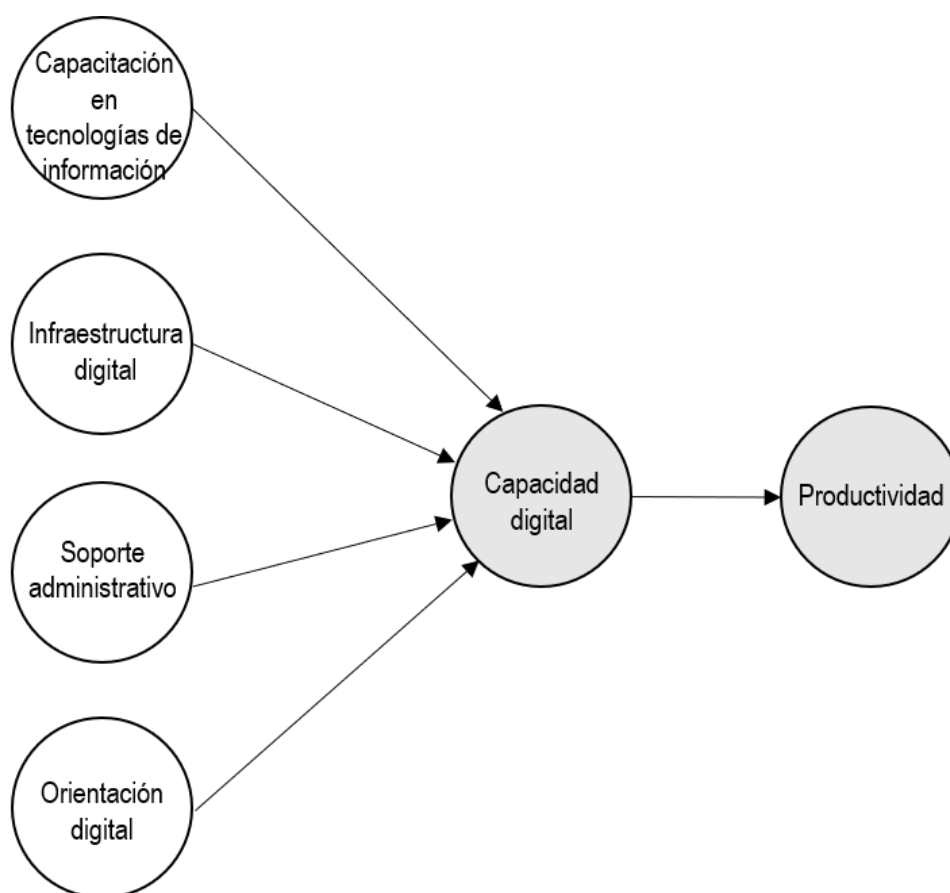 Capacitación
en
tecnologías de
información
Infraestructura
digital
Soporte
administrativo
Orientación
digital
Capacidad
digital
Productividad